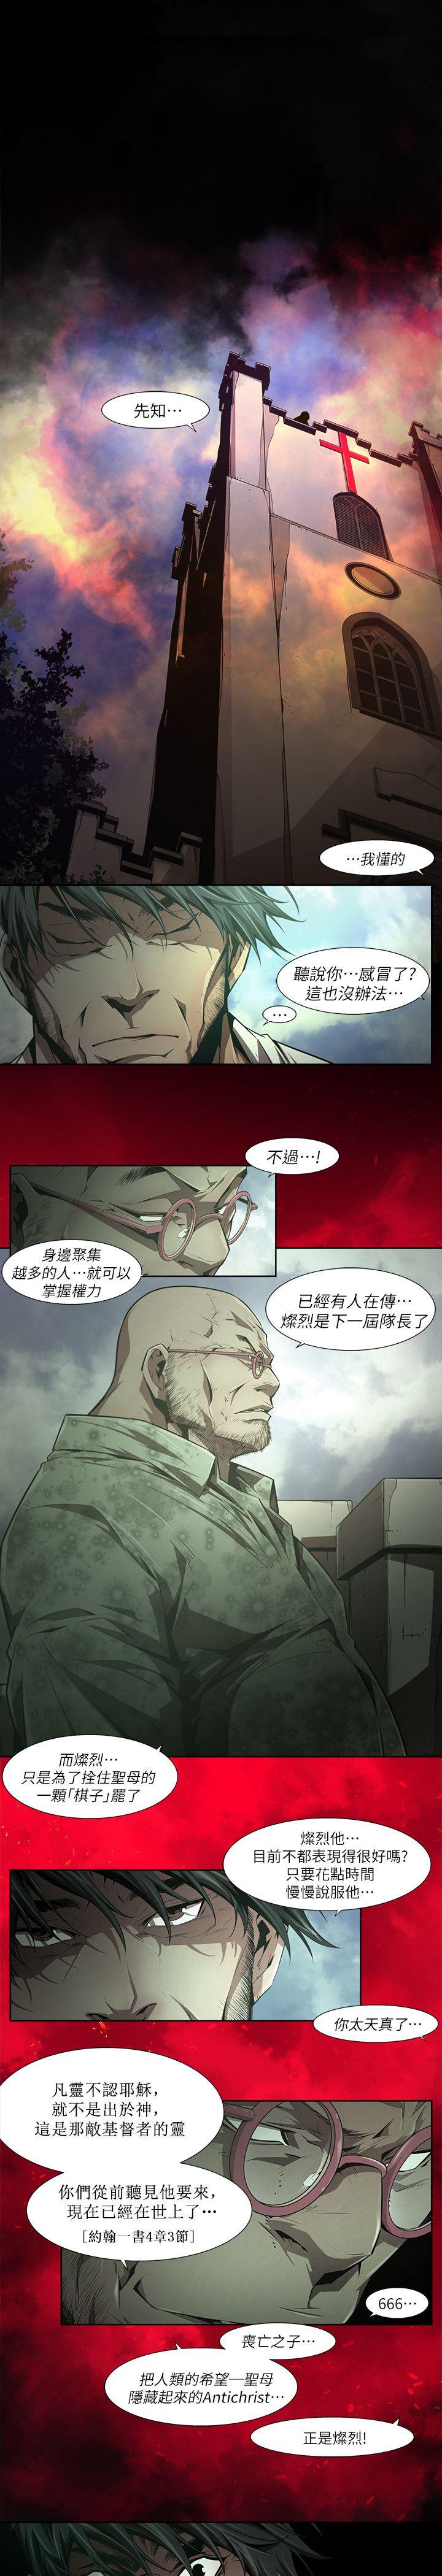 先知…
…我懂的
聽說你…感冒了?
這也沒辦法…
…
不過…!
身邊聚集
越多的人…就可以
掌握權力
已經有人在傳…
燦烈是下一屆隊長了
而燦烈…
只是為了拴住聖母的
一顆「棋子」罷了
燦烈他…
目前不都表現得很好嗎?
只要花點時間
慢慢說服他…
你太天真了…
凡靈不認耶穌,
就不是出於神,
這是那敵基督者的靈
你們從前聽見他要來,
現在已經在世上了…
[約翰一書4章3節]
666…
喪亡之子…
把人類的希望─聖母
隱藏起來的Antichrist…
正是燦烈!